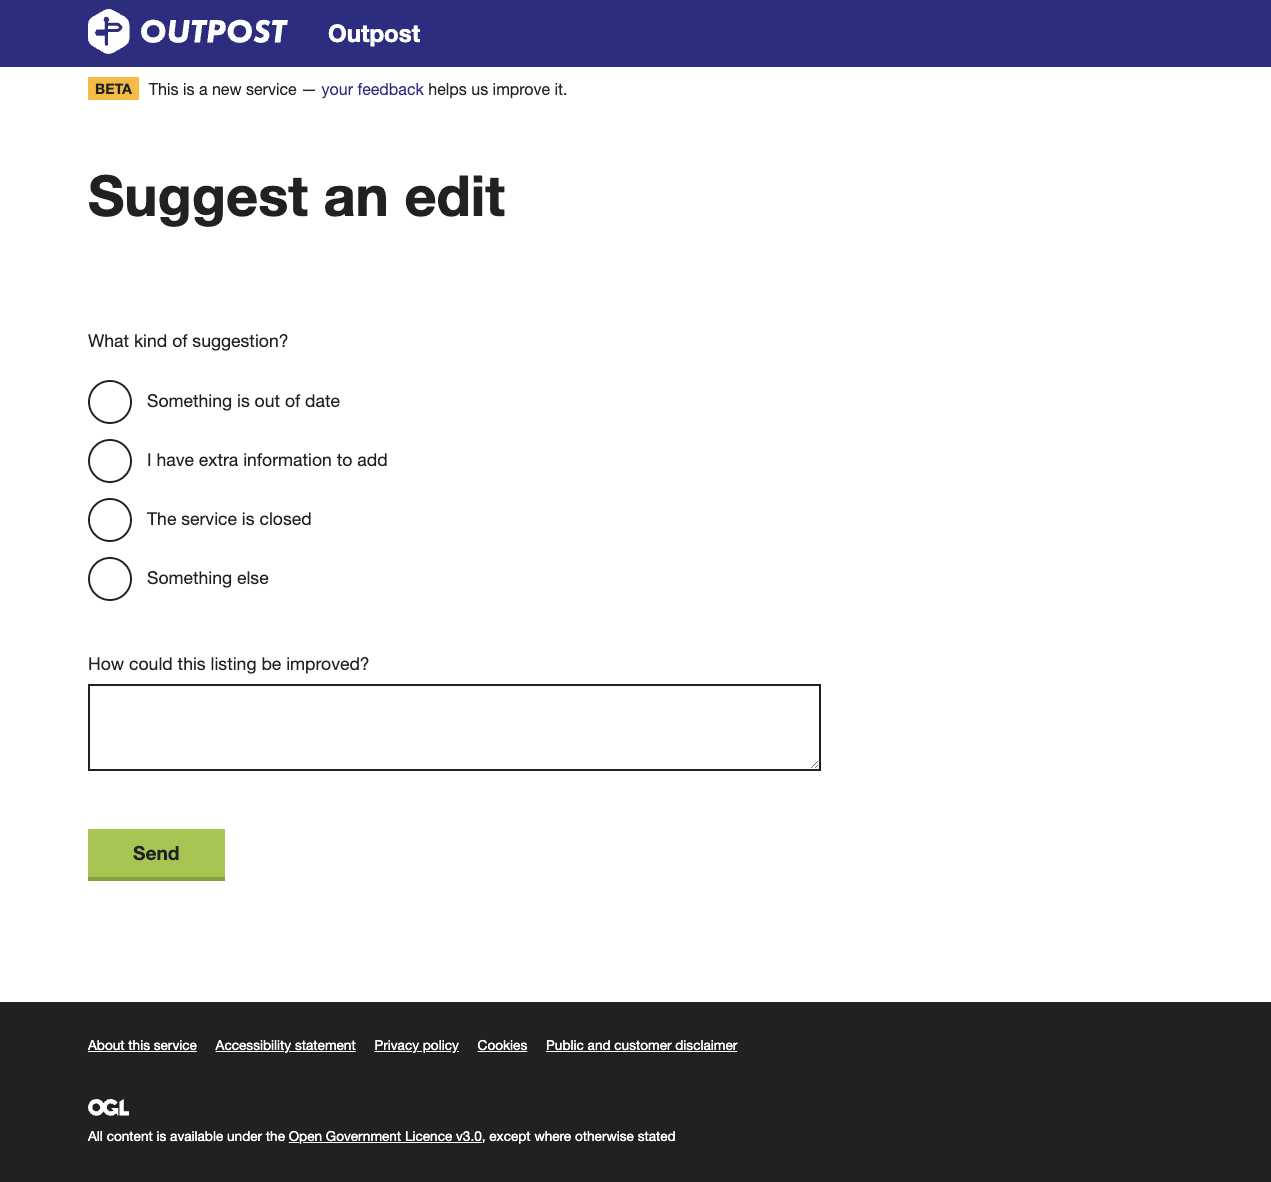 OUTPOST Outpost
BETA This is a new service — your feedback helps us improve it.
Suggest an edit
What kind of suggestion?
Something is out of date
I have extra information to add
The service is closed
Something else
How could this listing be improved?
Send
About this service Accessibility statement Privacy policy Cookies Public and customer disclaimer
OGL
All content is available under the Open Government Licence v3.0, except where otherwise stated